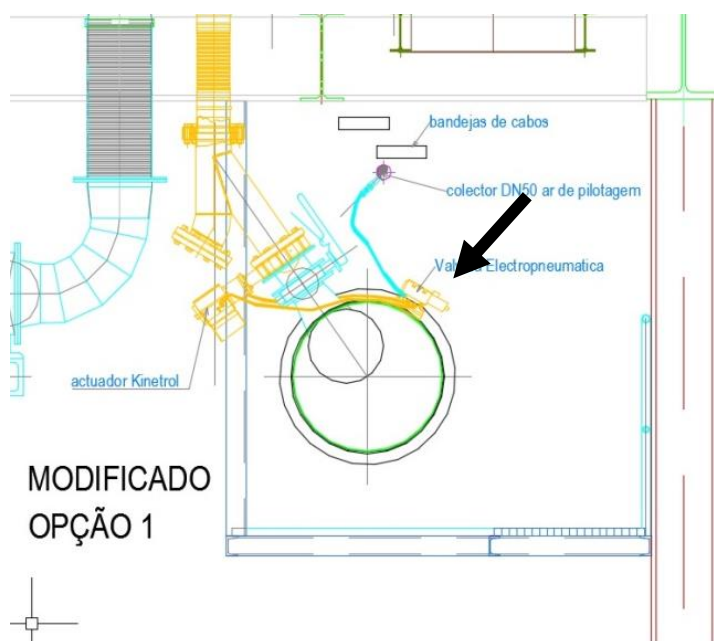 bandejas de cabos
colector DN50 ar de pilotagem
Electropneumatica
actuador Kinetrol
MODIFICADO
OPÇÃO 1